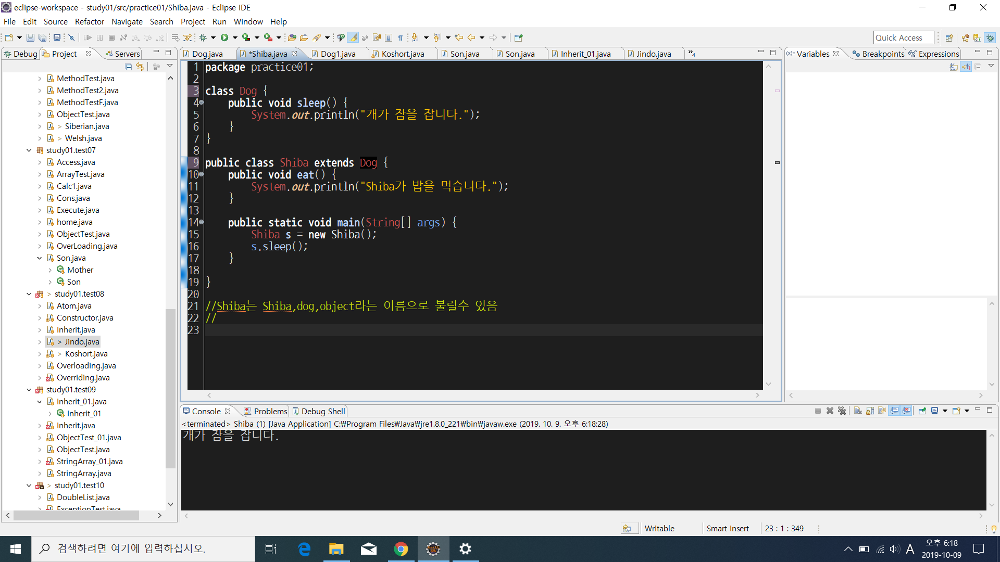 eclipse-workspace - study01/src/practice01/Shiba.java - Eclipse IDE
File Edit Source Refactor Navigate Search Project Run Window Help
Quick Access
Debug Project Servers
MethodTest.java
MethodTest2.java
MethodTestF.java
ObjectTest.java
> Siberian.java
> Welsh.java
study01.test07
Access.java
ArrayTest.java
Calc1.java
Cons.java
Execute.java
home.java
ObjectTest.java
OverLoading.java
Son.java
Mother
Son
> study01.test08
Atom.java
Constructor.java
Inherit.java
> Jindo.java
> Koshort.java
Overloading.java
Overriding.java
study01.test09
Inherit_01.java
Inherit_01
Inherit.java
ObjectTest_01.java
ObjectTest.java
StringArray_01.java
StringArray.java
> study01.test10
DoubleList.java
ExceptionTest.java
Dog.java *Shiba.java Dog1.java Koshort.java Son.java Son.java Inherit_01.java Jindo.java »4
1 package practice01;
2
3 class Dog {
4 public void sleep() {
5 System.out.println("개가 잠을 잡니다.");
6 }
7 }
8
9 public class Shiba extends Dog {
10 public void eat() {
11 System.out.println("Shiba가 밥을 먹습니다.");
12 }
13
14 public static void main(String[] args) {
15 Shiba s = new Shiba();
16 s.sleep();
17 }
18
19 }
20
21 //Shiba는 Shiba,dog,object라는 이름으로 불릴수 있음
22 //
23
(x)= Variables Breakpoints Expressions
Console Problems Debug Shell
<terminated> Shiba (1) [Java Application] C:₩Program Files₩Java₩jre1.8.0_221₩bin₩javaw.exe (2019. 10. 9. 오후 6:18:28)
개가 잠을 잡니다.
Writable Smart Insert 23 : 1 : 349
검색하려면 여기에 입력하십시오.
A 오후 6:18
2019-10-09